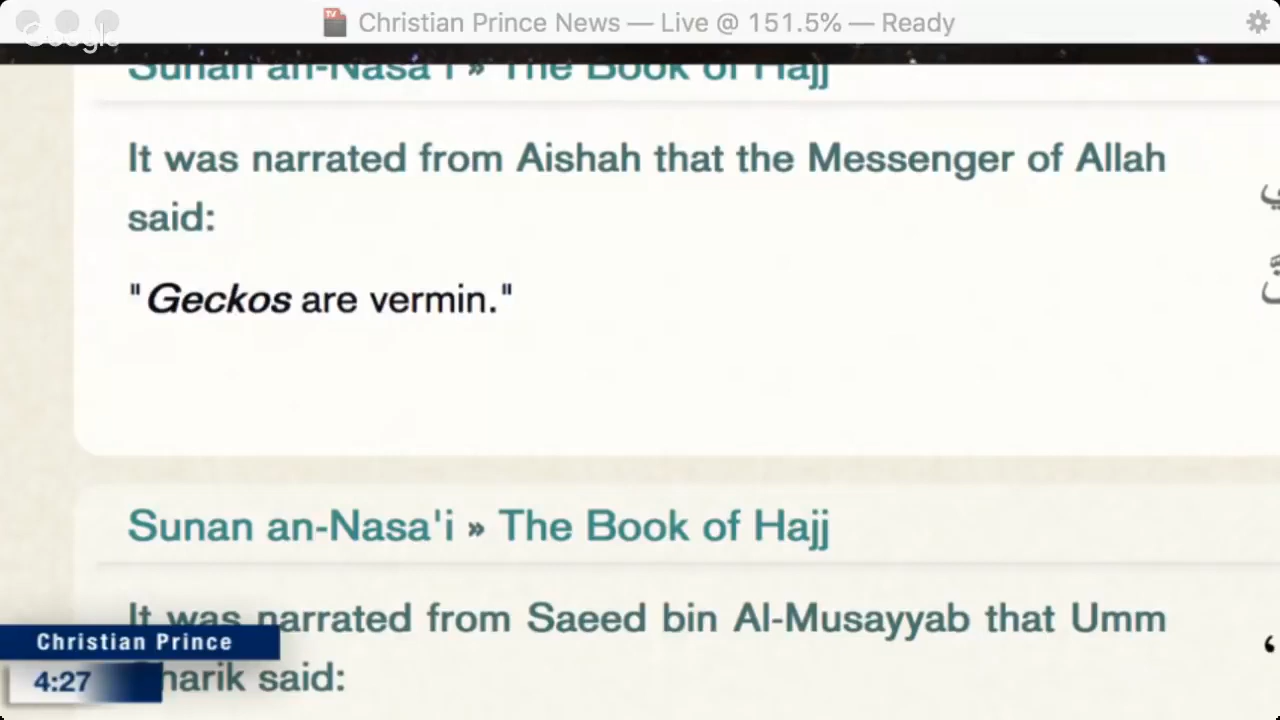 Christian Prince News — Live @ 151.5% — Ready
Google
Sunan an-Nasa'i » The Book of Hajj
It was narrated from Aishah that the Messenger of Allah
said:
"Geckos are vermin."
Sunan an-Nasa'i » The Book of Hajj
It was narrated from Saeed bin Al-Musayyab that Umm
harik said:
Christian Prince
4:27